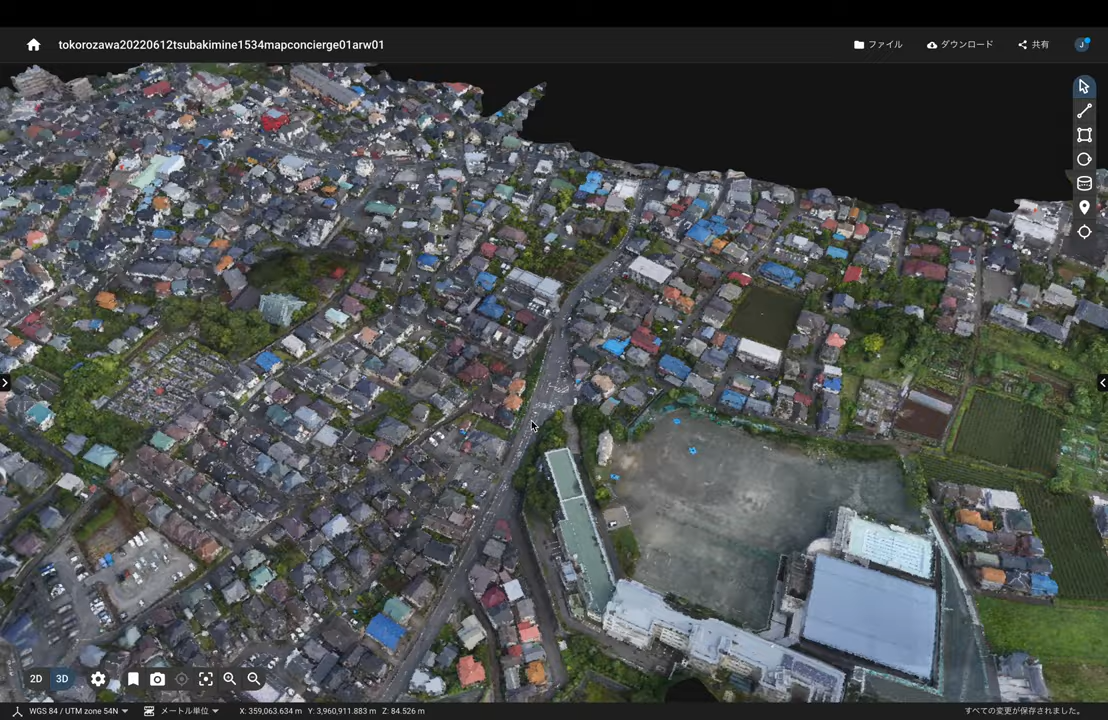 tokorozawa20220612tsubakimine1534mapconcierge01arw01
ファイル
ダウンロード
共有
J
2D
3D
WGS 84 / UTM zone 54N
メートル単位
X: 359,063.634 m Y: 3,960,911.883 m Z: 84.526 m
すべての変更が保存されました。